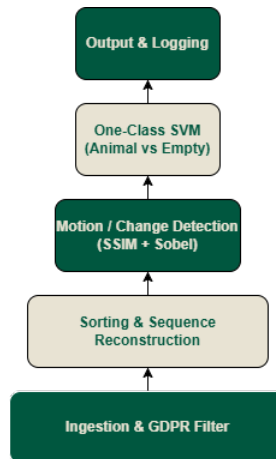 Output & Logging
One-Class SVM
(Animal vs Empty)
Motion / Change Detection
(SSIM + Sobel)
Sorting & Sequence
Reconstruction
Ingestion & GDPR Filter